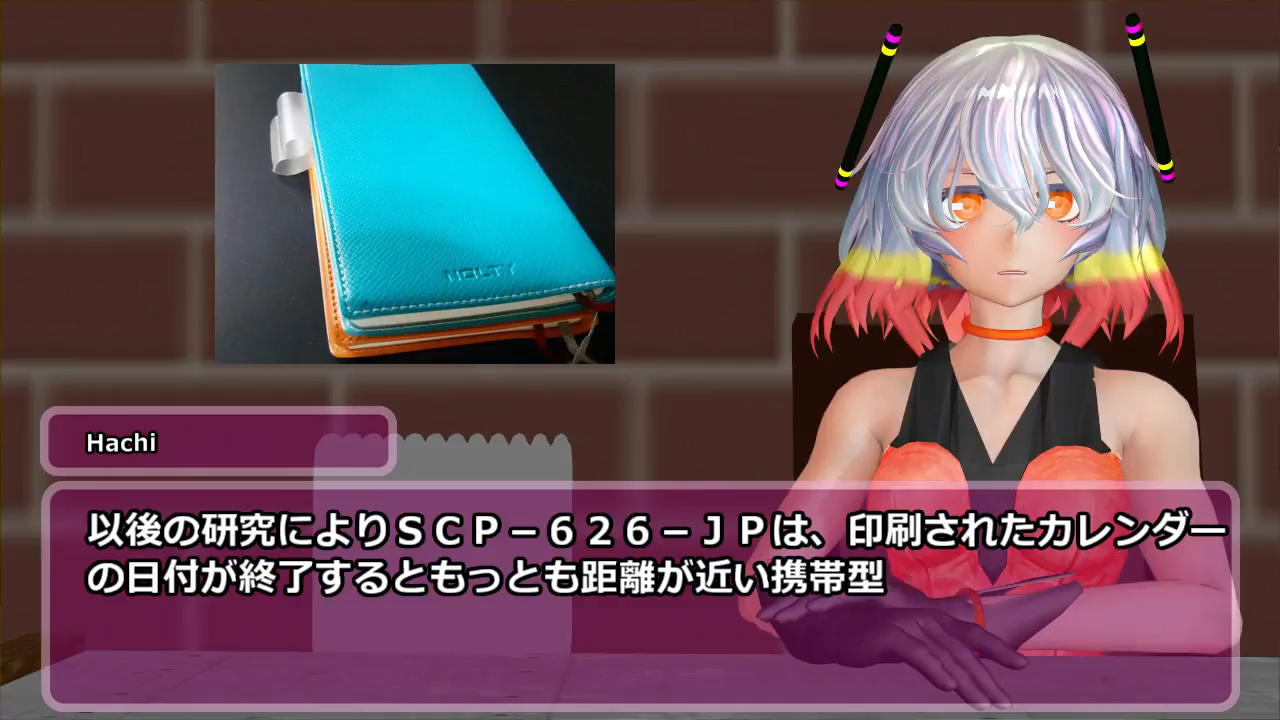 NOLTY
Hachi
以後の研究によりＳＣＰ－６２６－ＪＰは、印刷されたカレンダー
の日付が終了するともっとも距離が近い携帯型